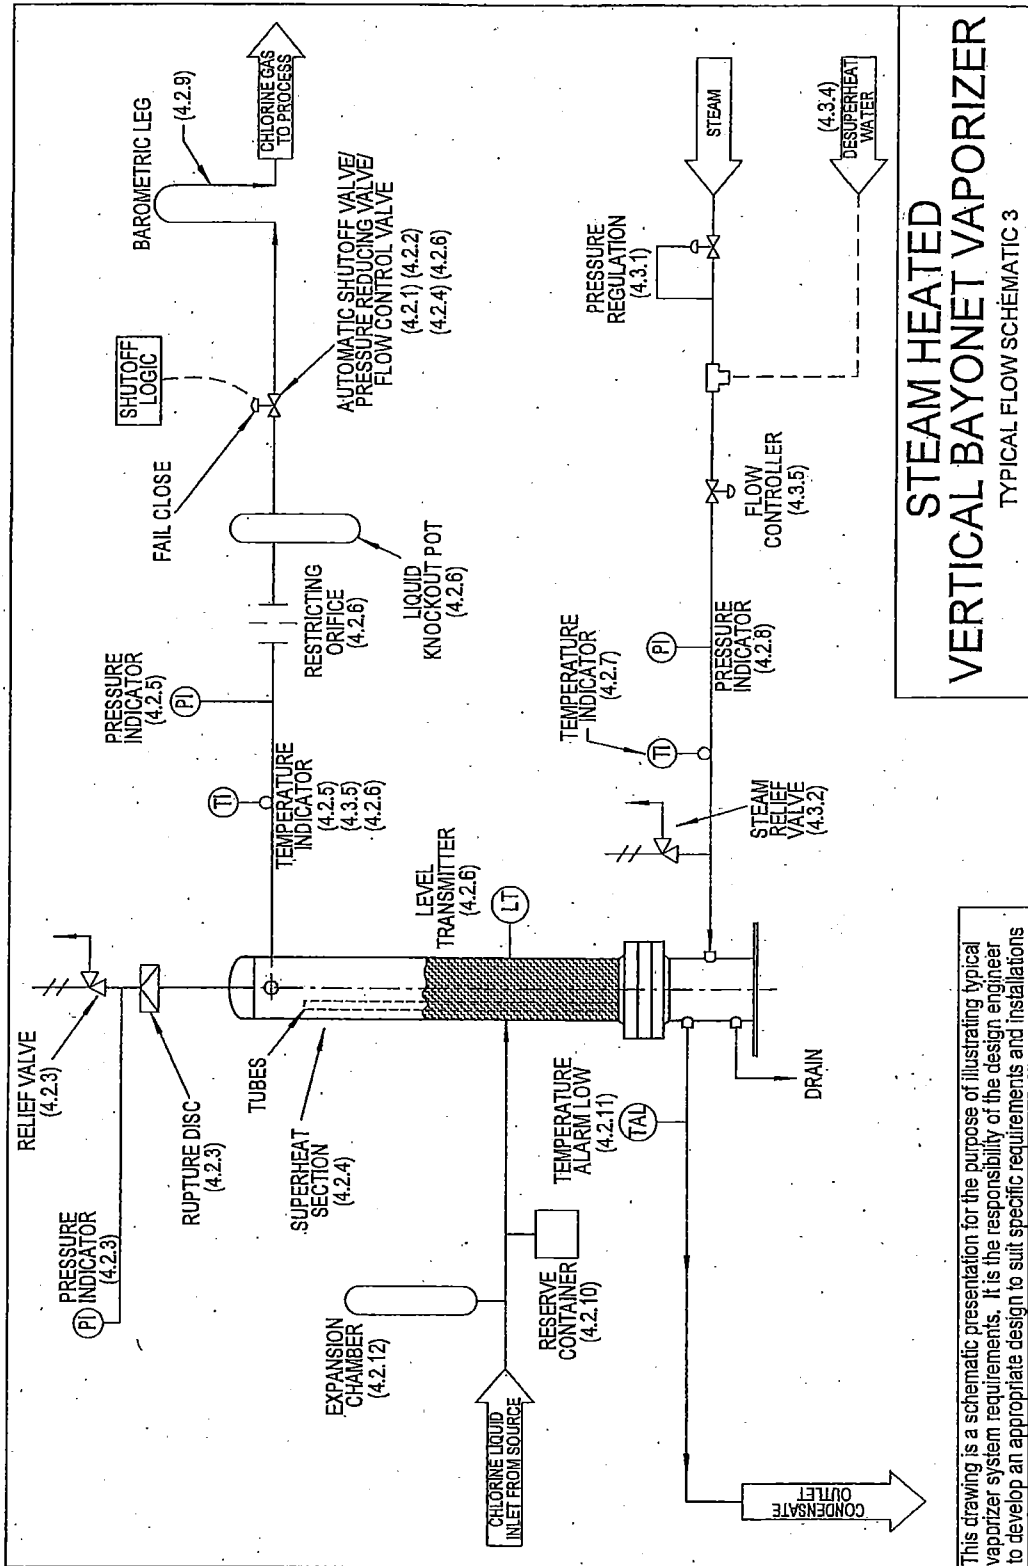 RELIEF VALVE
(4.2.3)
PRESSURE
INDICATOR
(4.2.3)
PI
RUPTURE DISC
(4.2.3)
TUBES
SUPERHEAT
SECTION
(4.2.4)
EXPANSION
CHAMBER
(4.2.12)
CHLORINE LIQUID
INLET FROM SOURCE
RESERVE
CONTAINER
(4.2.10)
TEMPERATURE
ALARM LOW
(4.2.11)
TAL
DRAIN
CONDENSATE
OUTLET
LEVEL
TRANSMITTER
(4.2.6)
LT
TI
TEMPERATURE
INDICATOR
(4.2.5)
(4.3.5)
(4.2.6)
PRESSURE
INDICATOR
(4.2.5)
PI
RESTRICTING
ORIFICE
(4.2.6)
LIQUID
KNOCKOUT POT
(4.2.6)
FAIL CLOSE
SHUTOFF
LOGIC
AUTOMATIC SHUTOFF VALVE/
PRESSURE REDUCING VALVE/
FLOW CONTROL VALVE
(4.2.1) (4.2.2)
(4.2.4) (4.2.6)
BAROMETRIC LEG
(4.2.9)
CHLORINE GAS
TO PROCESS
STEAM
RELIEF
VALVE
(4.3.2)
TEMPERATURE
INDICATOR
(4.2.7)
TI
PI
PRESSURE
INDICATOR
(4.2.8)
FLOW
CONTROLLER
(4.3.5)
PRESSURE
REGULATION
(4.3.1)
STEAM
(4.3.4)
DESUPERHEAT
WATER
This drawing is a schematic presentation for the purpose of illustrating typical
vaporizer system requirements. It is the responsibility of the design engineer
to develop an appropriate design to suit specific requirements and installations
STEAM HEATED
VERTICAL BAYONET VAPORIZER
TYPICAL FLOW SCHEMATIC 3